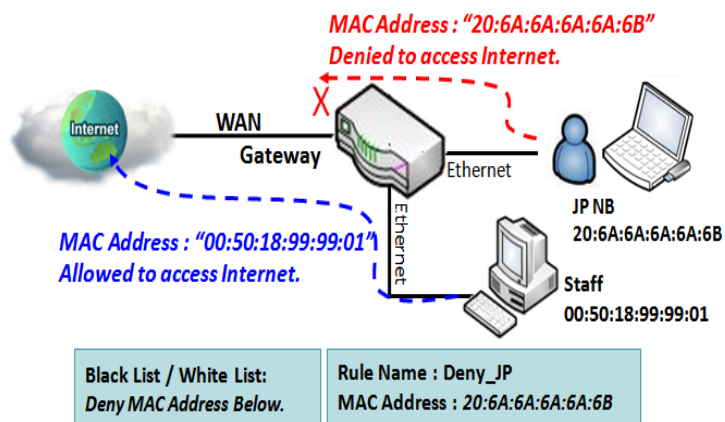 MAC Address : “20:6A:6A:6A:6A:6B”
Denied to access Internet.
Internet
WAN
Gateway
Ethernet
JP NB
20:6A:6A:6A:6A:6B
Ethernet
MAC Address : “00:50:18:99:99:01”
Allowed to access Internet.
Staff
00:50:18:99:99:01
Black List / White List:
Deny MAC Address Below.
Rule Name : Deny_JP
MAC Address : 20:6A:6A:6A:6A:6B